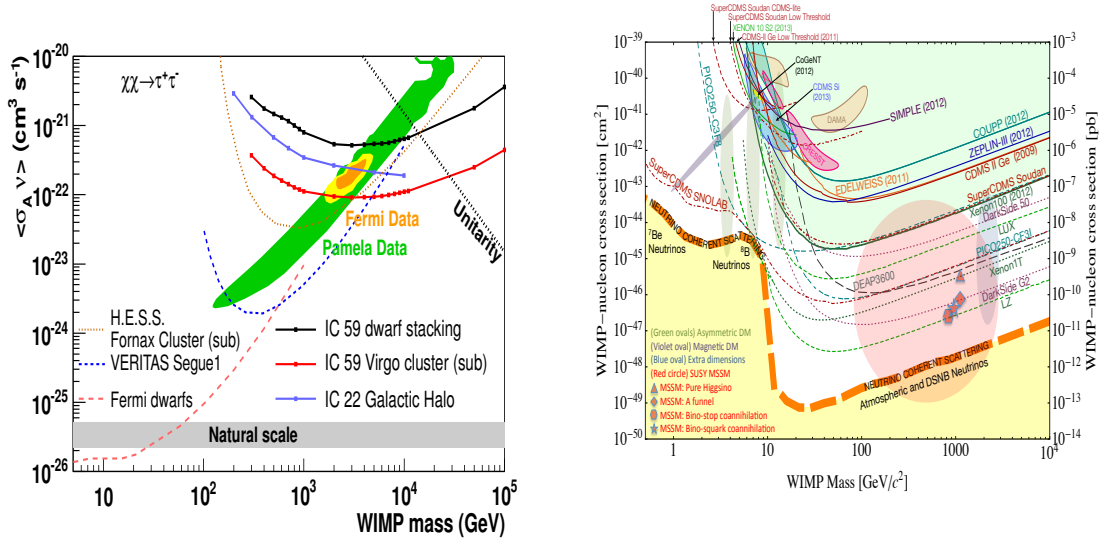 10⁻²⁰
10⁻²¹
10⁻²²
10⁻²³
10⁻²⁴
10⁻²⁵
10⁻²⁶
<σ_A ν> (cm³ s⁻¹)
χχ→τ⁺τ⁻
Fermi Data
Pamela Data
Unitarity
H.E.S.S.
Fornax Cluster (sub)
VERITAS Segue1
Fermi dwarfs
IC 59 dwarf stacking
IC 59 Virgo cluster (sub)
IC 22 Galactic Halo
Natural scale
10 10² 10³ 10⁴ 10⁵
WIMP mass (GeV)
SuperCDMS Soudan CDMS-lite
SuperCDMS Soudan Low Threshold
XENON 10 S2 (2013)
CDMS-II Ge Low Threshold (2011)
10⁻³⁹
10⁻⁴⁰
10⁻⁴¹
10⁻⁴²
10⁻⁴³
10⁻⁴⁴
10⁻⁴⁵
10⁻⁴⁶
10⁻⁴⁷
10⁻⁴⁸
10⁻⁴⁹
10⁻⁵⁰
WIMP−nucleon cross section [cm²]
10⁻³
10⁻⁴
10⁻⁵
10⁻⁶
10⁻⁷
10⁻⁸
10⁻⁹
10⁻¹⁰
10⁻¹¹
10⁻¹²
10⁻¹³
10⁻¹⁴
WIMP−nucleon cross section [pb]
CoGeNT
(2012)
CDMS Si
(2013)
PICO250-C3F8
DAMA
SIMPLE (2012)
CRESST
COUPP (2012)
ZEPLIN-III (2012)
CDMS II Ge (2009)
EDELWEISS (2011)
SuperCDMS SNOLAB
SuperCDMS Soudan
Xenon100 (2012)
DarkSide 50
LUX
PICO250-CF3I
DEAP3600
Xenon1T
DarkSide G2
LZ
NEUTRINO COHERENT SCATTERING
⁷Be
Neutrinos
⁸B
Neutrinos
(Green ovals) Asymmetric DM
(Violet oval) Magnetic DM
(Blue oval) Extra dimensions
(Red circle) SUSY MSSM
MSSM: Pure Higgsino
MSSM: A funnel
MSSM: Bino-stop coannihilation
MSSM: Bino-squark coannihilation
NEUTRINO COHERENT SCATTERING
Atmospheric and DSNB Neutrinos
1 10 100 1000 10⁴
WIMP Mass [GeV/c²]